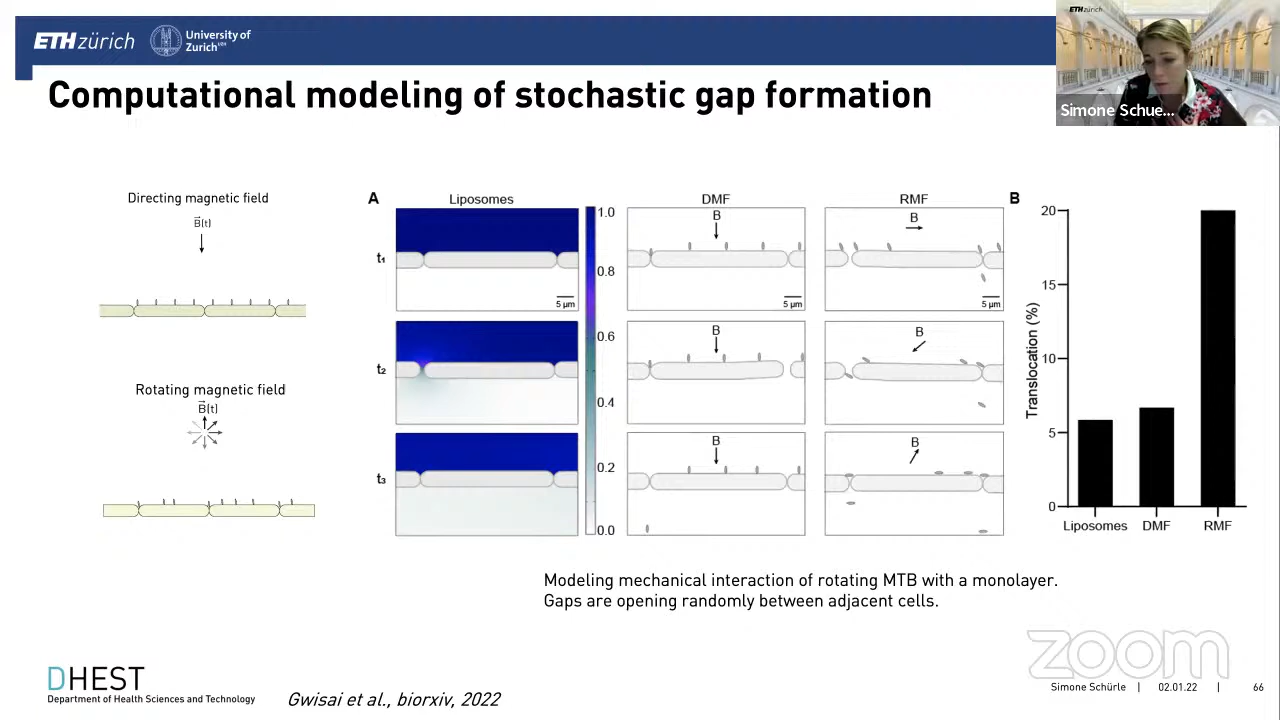 ETH zürich
University of
Zurich UZH
ETH zürich
Simone Schue...
Computational modeling of stochastic gap formation
Directing magnetic field
B(t)
Rotating magnetic field
B(t)
A
Liposomes
DMF
RMF
t1
t2
t3
1.0
0.8
0.6
0.4
0.2
0.0
5 µm
B
5 µm
B
5 µm
B
B
B
B
B
20
15
10
5
0
Translocation (%)
Liposomes
DMF
RMF
Modeling mechanical interaction of rotating MTB with a monolayer.
Gaps are opening randomly between adjacent cells.
zoom
DHEST
Department of Health Sciences and Technology
Gwisai et al., biorxiv, 2022
Simone Schürle | 02.01.22 | 66